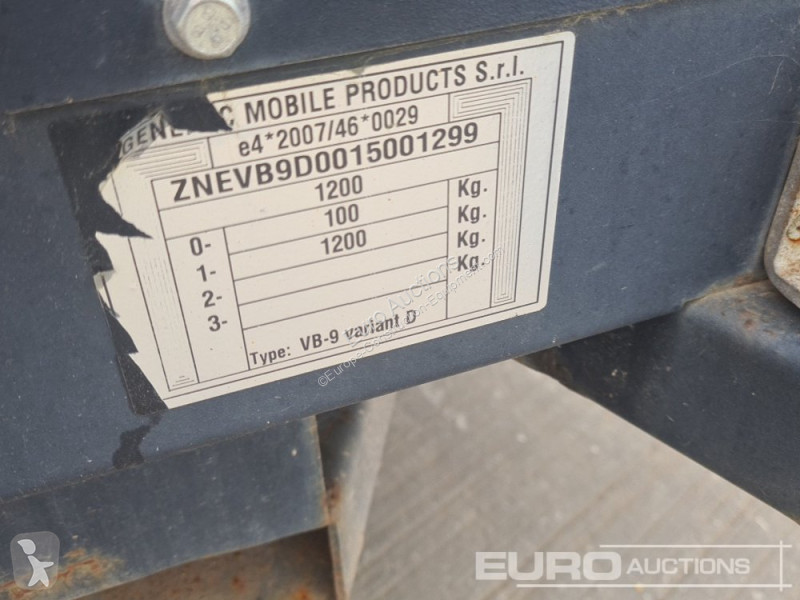 GENERAC MOBILE PRODUCTS S.r.l.
e4*2007/46*0029
ZNEVB9D0015001299
1200 Kg.
0- 100 Kg.
1- 1200 Kg.
2- Kg.
3-
Type: VB-9 variant D
EURO AUCTIONS